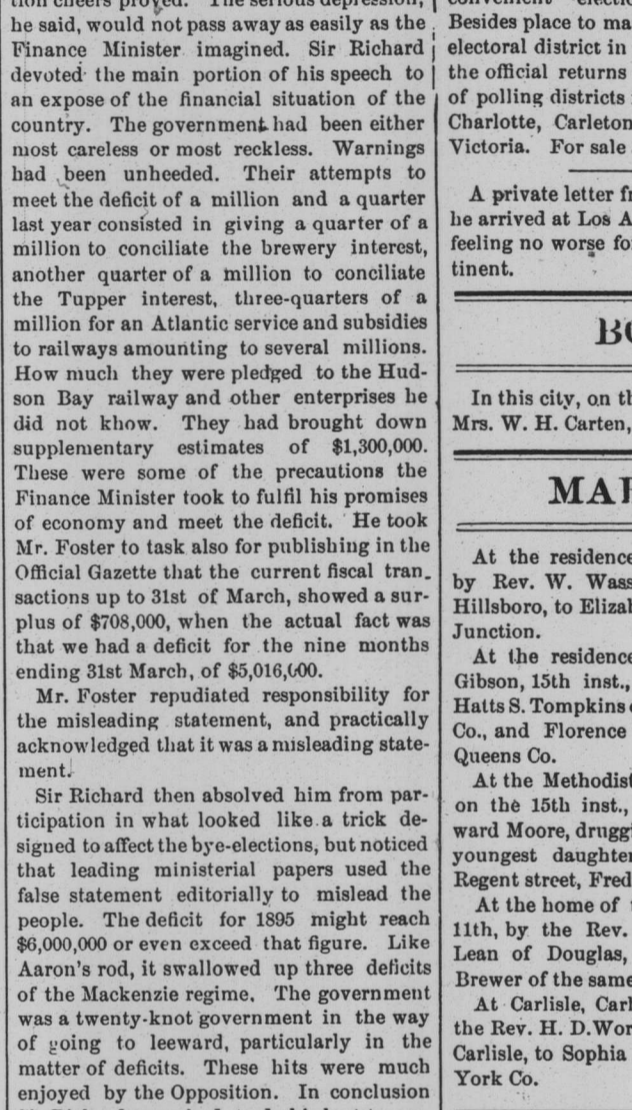 he said, would not pass away as easily as the
Finance Minister imagined. Sir Richard
devoted the main portion of his speech to
an expose of the financial situation of the
country. The government had been either
most careless or most reckless. Warnings
had been unheeded. Their attempts to
meet the deficit of a million and a quarter
last year consisted in giving a quarter of a
million to conciliate the brewery interest,
another quarter of a million to conciliate
the Tupper interest, three-quarters of a
million for an Atlantic service and subsidies
to railways amounting to several millions.
How much they were pledged to the Hud-
son Bay railway and other enterprises he
did not khow. They had brought down
supplementary estimates of $1,300,000.
These were some of the precautions the
Finance Minister took to fulfil his promises
of economy and meet the deficit. He took
Mr. Foster to task also for publishing in the
Official Gazette that the current fiscal tran.
sactions up to 31st of March, showed a sur-
plus of $708,000, when the actual fact was
that we had a deficit for the nine months
ending 31st March, of $5,016,000.
Mr. Foster repudiated responsibility for
the misleading statement, and practically
acknowledged that it was a misleading state-
ment.
Sir Richard then absolved him from par-
ticipation in what looked like a trick de-
signed to affect the bye-elections, but noticed
that leading ministerial papers used the
false statement editorially to mislead the
people. The deficit for 1895 might reach
$6,000,000 or even exceed that figure. Like
Aaron's rod, it swallowed up three deficits
of the Mackenzie regime. The government
was a twenty-knot government in the way
of going to leeward, particularly in the
matter of deficits. These hits were much
enjoyed by the Opposition. In conclusion
Besides place to ma
electoral district in
the official returns
of polling districts
Charlotte, Carleton
Victoria. For sale
A private letter fr
he arrived at Los A
feeling no worse fo
tinent.
BO
In this city, on th
Mrs. W. H. Carten,
MAR
At the residence
by Rev. W. Wass
Hillsboro, to Elizab
Junction.
At the residence
Gibson, 15th inst.,
Hatts S. Tompkins
Co., and Florence
Queens Co.
At the Methodist
on the 15th inst.,
ward Moore, druggi
youngest daughter
Regent street, Fred
At the home of
11th, by the Rev.
Lean of Douglas,
Brewer of the same
At Carlisle, Carl
the Rev. H. D.Wor
Carlisle, to Sophia
York Co.